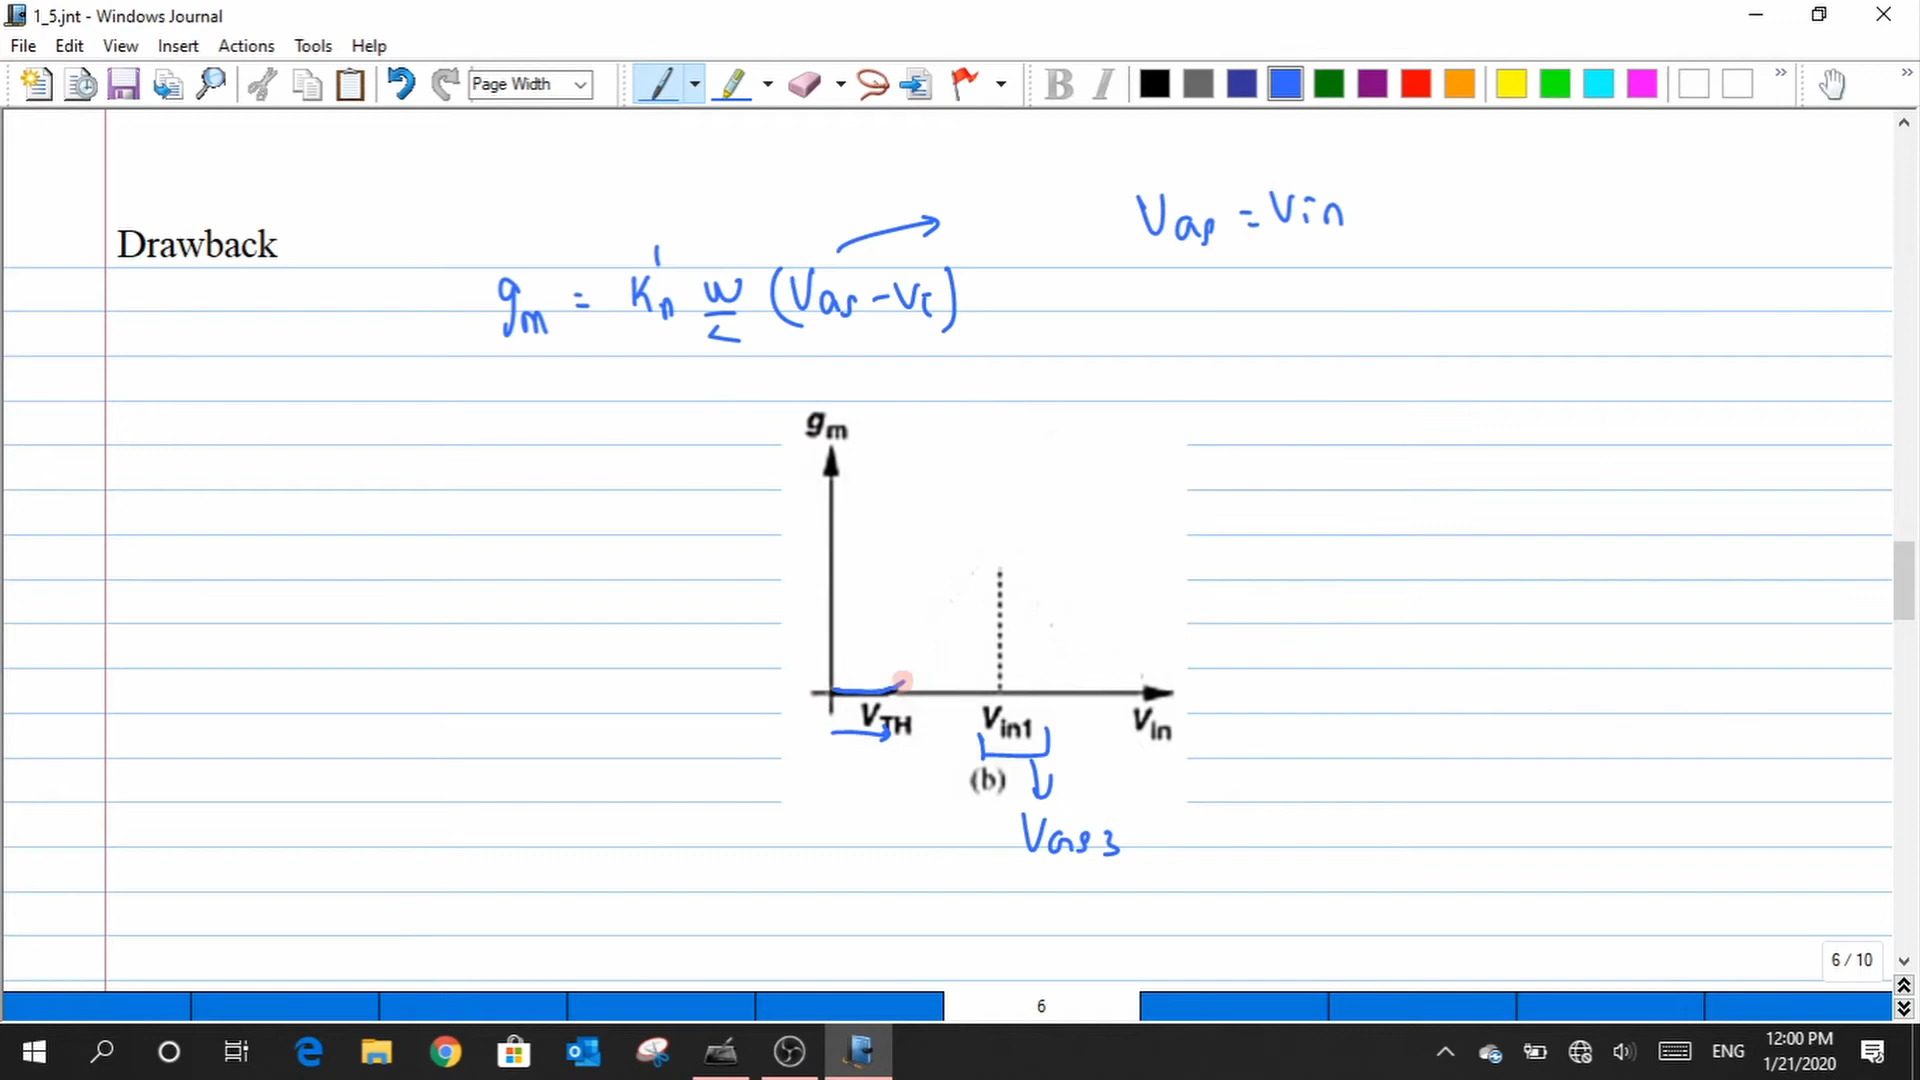 1_5.jnt - Windows Journal
File Edit View Insert Actions Tools Help
Page Width
B I
VGS = Vin
Drawback
gm = Kn' W/L (VGS - Vt)
gm
VTH Vin1 Vin
(b)
VGS3
6 / 10
6
12:00 PM
ENG
1/21/2020